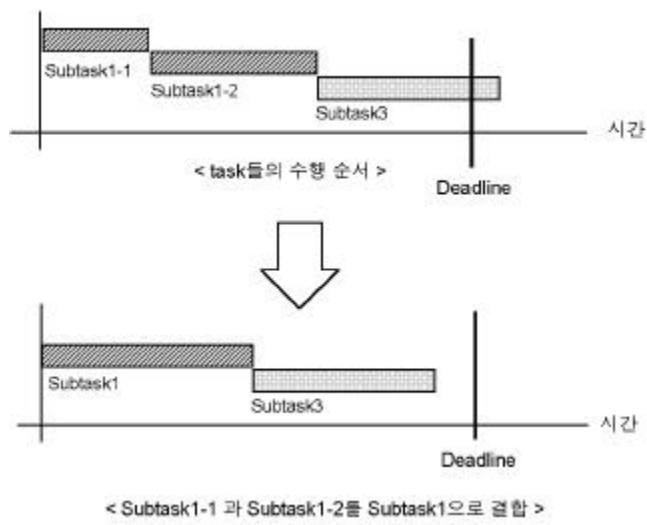 Subtask1-1
Subtask1-2
Subtask3
시간
< task들의 수행 순서 >
Deadline
Subtask1
Subtask3
시간
Deadline
< Subtask1-1 과 Subtask1-2를 Subtask1으로 결합 >